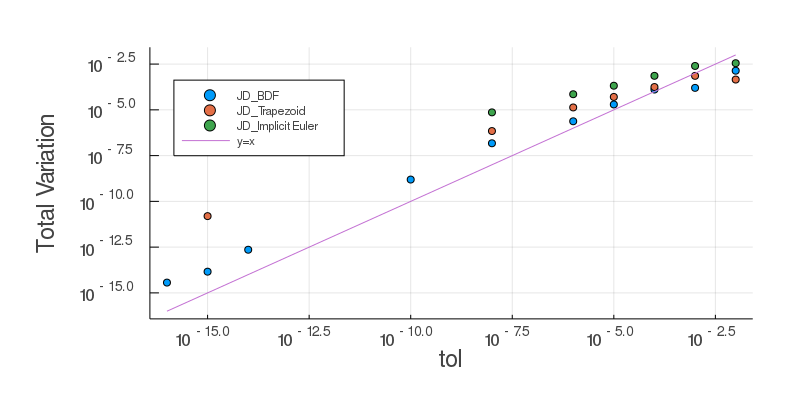 10 - 2.5
JD_BDF
JD_Trapezoid
10 - 5.0
JD_Implicit Euler
y=x
10 - 7.5
Total Variation
10 - 10.0
10 - 12.5
10 - 15.0
10 - 15.0 10 - 12.5 10 - 10.0 10 - 7.5 10 - 5.0 10 - 2.5
tol